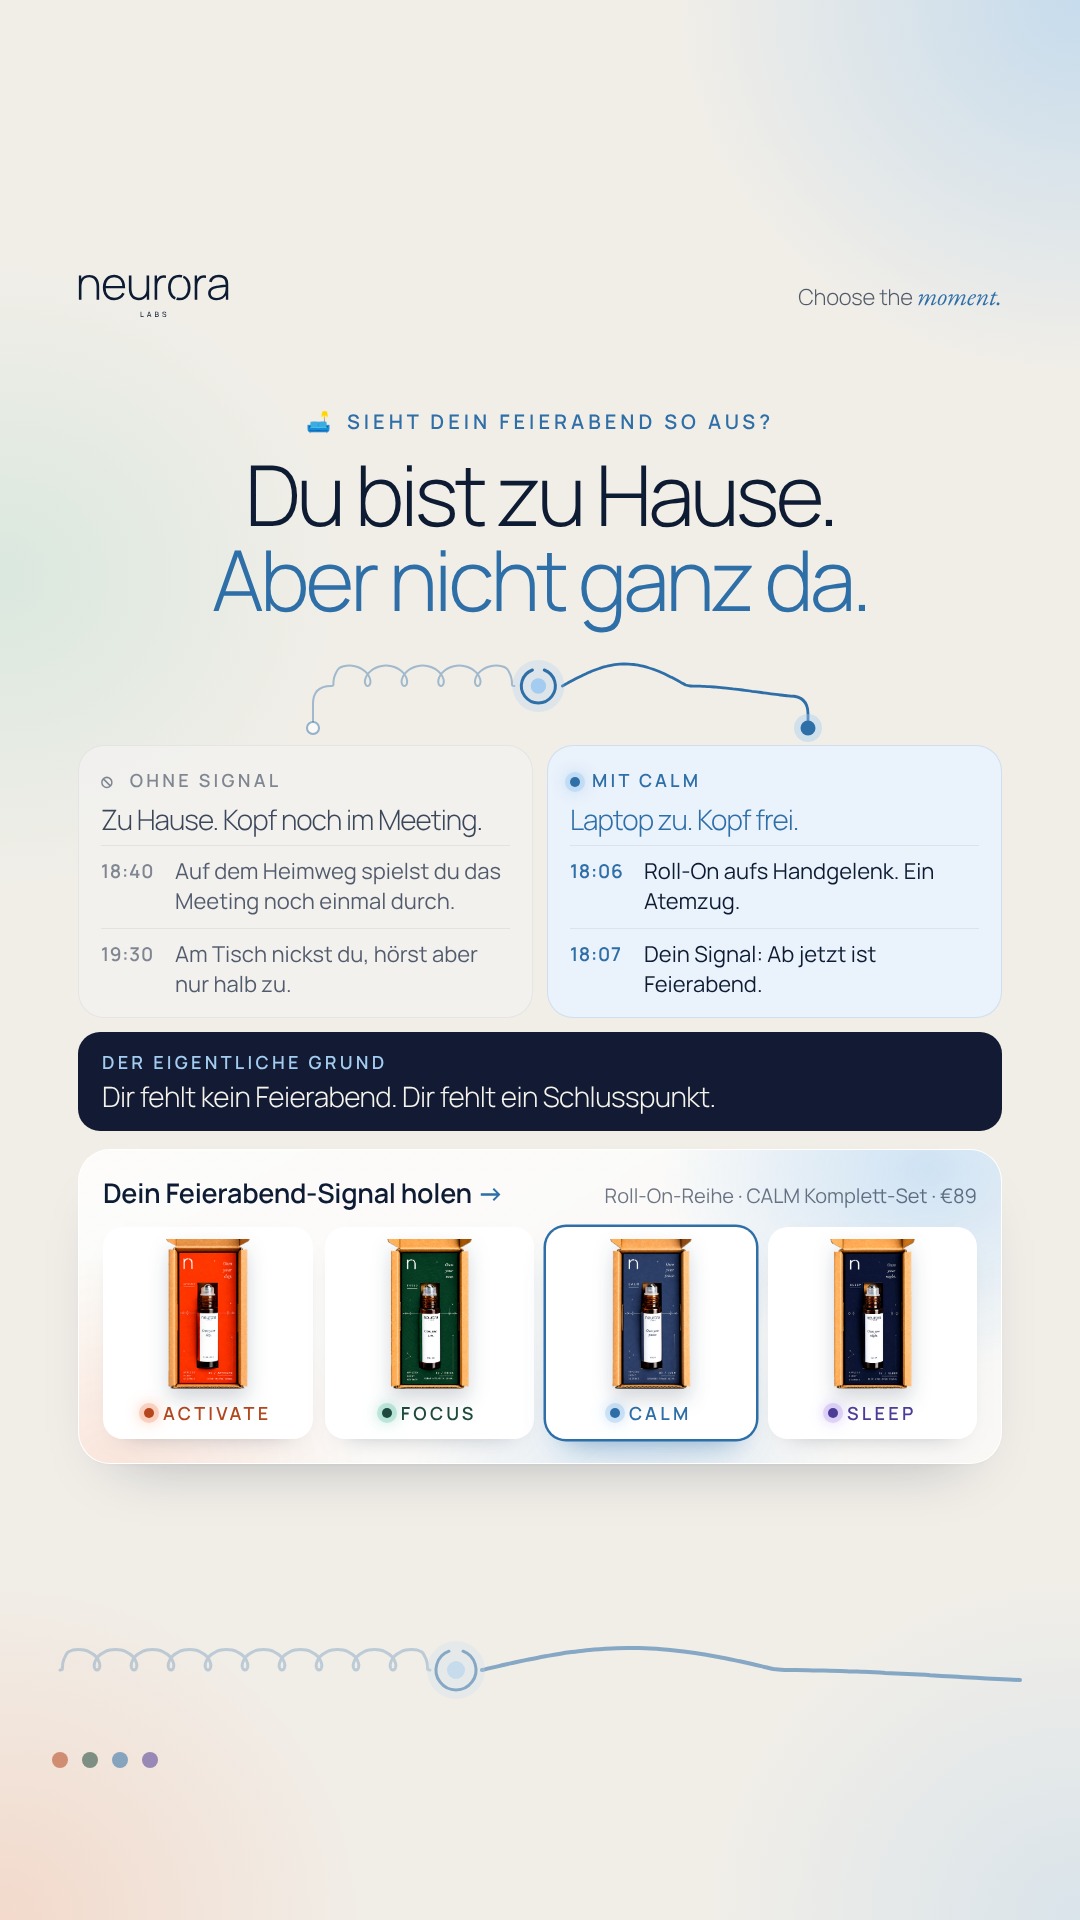 neurora
LABS
Choose the moment.
SIEHT DEIN FEIERABEND SO AUS?
Du bist zu Hause.
Aber nicht ganz da.
OHNE SIGNAL
Zu Hause. Kopf noch im Meeting.
18:40 Auf dem Heimweg spielst du das
Meeting noch einmal durch.
19:30 Am Tisch nickst du, hörst aber
nur halb zu.
MIT CALM
Laptop zu. Kopf frei.
18:06 Roll-On aufs Handgelenk. Ein
Atemzug.
18:07 Dein Signal: Ab jetzt ist
Feierabend.
DER EIGENTLICHE GRUND
Dir fehlt kein Feierabend. Dir fehlt ein Schlusspunkt.
Dein Feierabend-Signal holen →
Roll-On-Reihe · CALM Komplett-Set · €89
n
n
n
n
ACTIVATE
FOCUS
CALM
SLEEP